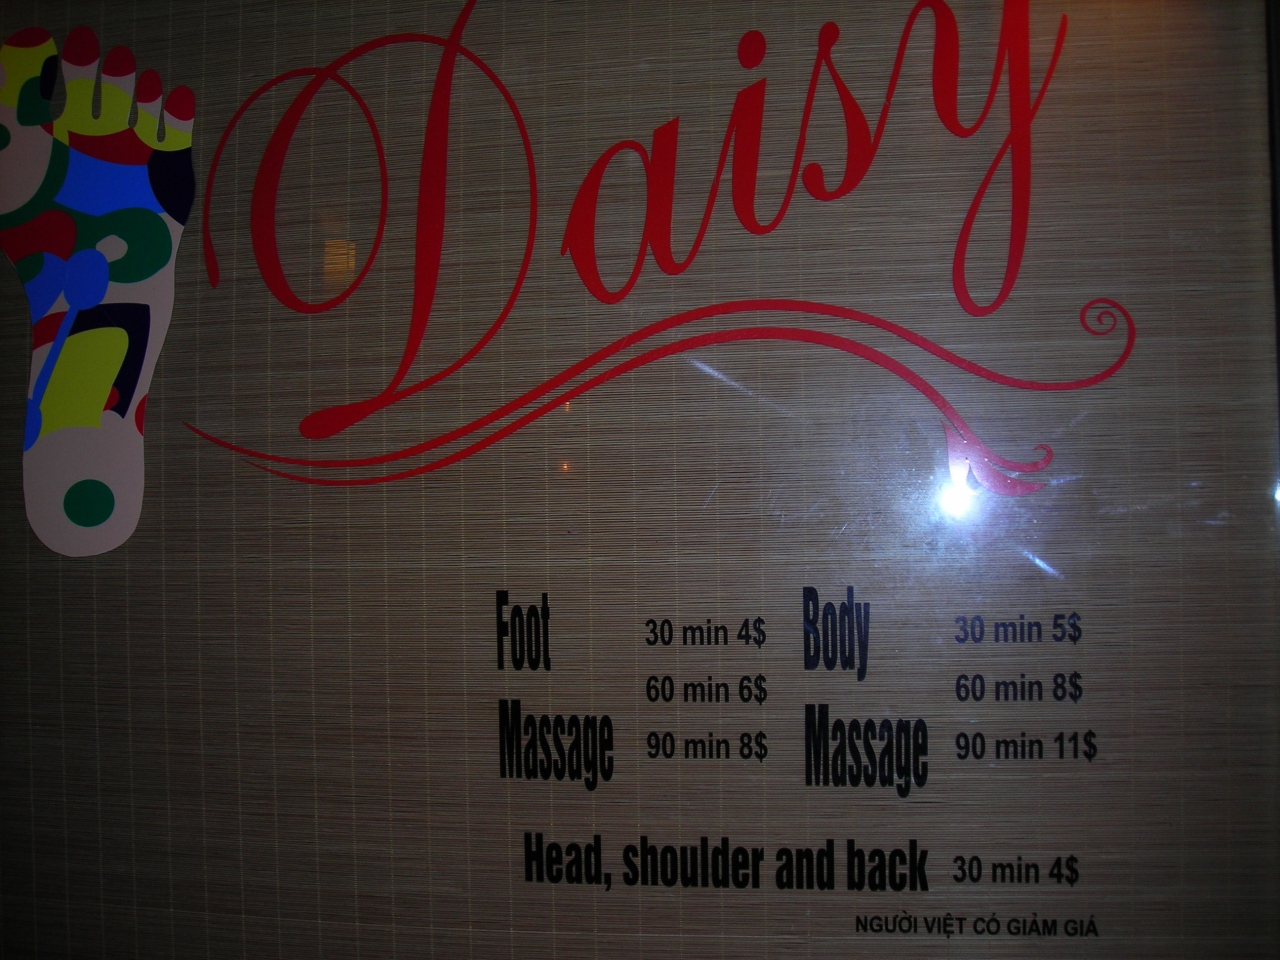 Daisy
Foot
Massage
30 min 4$
60 min 6$
90 min 8$
Body
Massage
30 min 5$
60 min 8$
90 min 11$
Head, shoulder and back 30 min 4$
NGƯỜI VIỆT CÓ GIẢM GIÁ